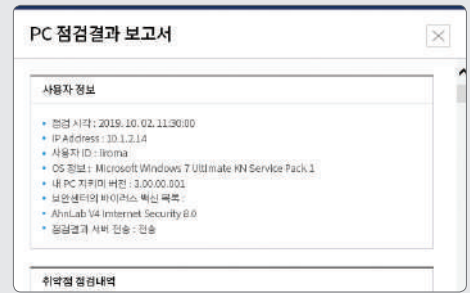 PC 점검결과 보고서
사용자 정보
• 점검 시각 : 2019. 10. 02. 11:30:00
• IP Address : 10.1.2.14
• 사용자 ID : liroma
• OS 정보 : Microsoft Windows 7 Ultimate KN Service Pack 1
• 내 PC 지키미 버전 : 3.00.00.001
• 보안센터의 바이러스 백신 목록 :
• AhnLab V4 Imternet Security 8.0
• 점검결과 서버 전송 : 전송
취약점 점검내역